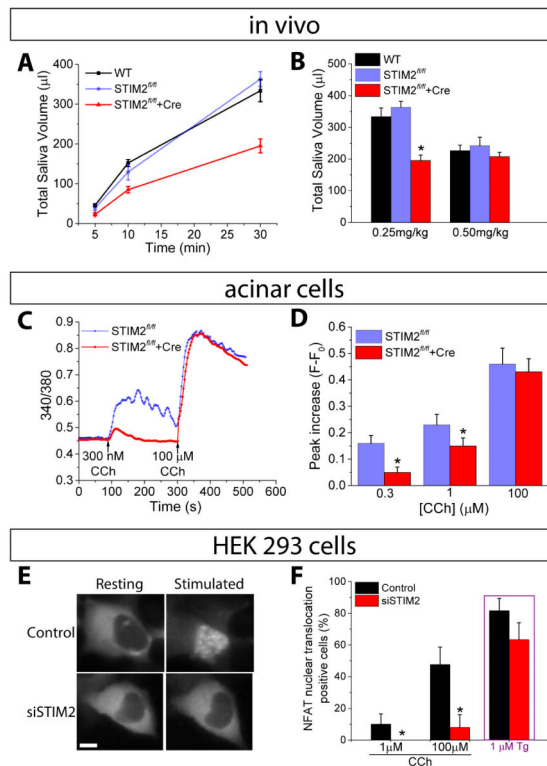 in vivo
A
WT
STIM2fl/fl
STIM2fl/fl+Cre
Total Saliva Volume (µl)
400
300
200
100
0
5 10 15 20 25 30
Time (min)
B
WT
STIM2fl/fl
STIM2fl/fl+Cre
Total Saliva Volume (µl)
500
400
300
200
100
0
*
0.25mg/kg 0.50mg/kg
acinar cells
C
STIM2fl/fl
STIM2fl/fl+Cre
340/380
0.9
0.8
0.7
0.6
0.5
0.4
0.3
300 nM
CCh
100 µM
CCh
0 100 200 300 400 500 600
Time (s)
D
STIM2fl/fl
STIM2fl/fl+Cre
Peak increase (F-F0)
0.6
0.5
0.4
0.3
0.2
0.1
0.0
*
*
0.3 1 100
[CCh] (µM)
HEK 293 cells
E
Resting Stimulated
Control
siSTIM2
F
Control
siSTIM2
NFAT nuclear translocation
positive cells (%)
100
80
60
40
20
0
*
*
1µM 100µM 1 µM Tg
CCh